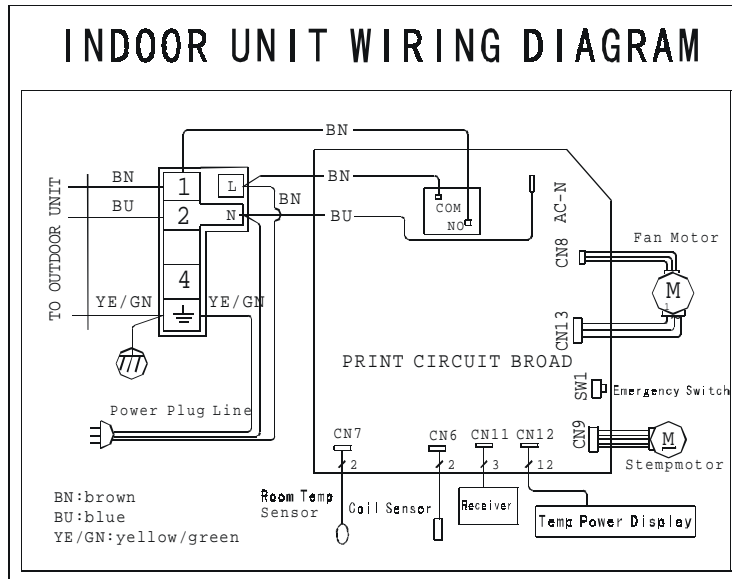 INDOOR UNIT WIRING DIAGRAM
BN
BN
BN
BN
BU
BU
TO OUTDOOR UNIT
1
L
2
N
4
YE/GN
YE/GN
COM
NO
AC-N
CN8
Fan Motor
M
1
CN13
PRINT CIRCUIT BROAD
SW1
Emergency Switch
CN9
M
Stempmotor
Power Plug Line
CN7
CN6
CN11
CN12
2
2
3
12
Room Temp
Sensor
Coil Sensor
Receiver
Temp Power Display
BN:brown
BU:blue
YE/GN:yellow/green